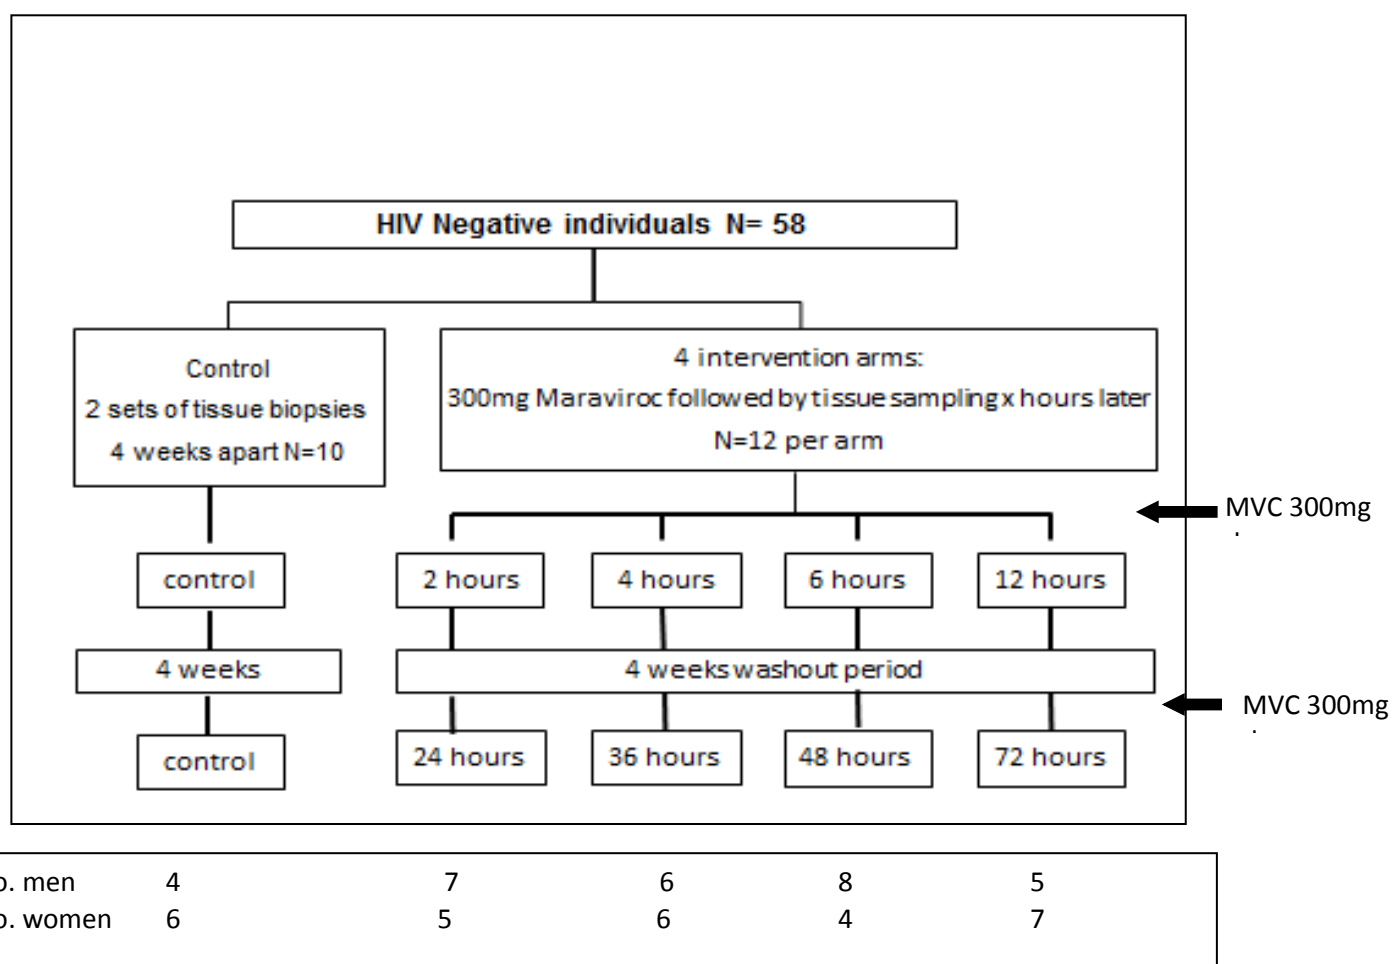 HIV Negative individuals N= 58
Control
2 sets of tissue biopsies
4 weeks apart N=10
4 intervention arms:
300mg Maraviroc followed by tissue sampling x hours later
N=12 per arm
MVC 300mg
control
2 hours
4 hours
6 hours
12 hours
4 weeks
4 weeks washout period
MVC 300mg
control
24 hours
36 hours
48 hours
72 hours
o. men 4 7 6 8 5
o. women 6 5 6 4 7